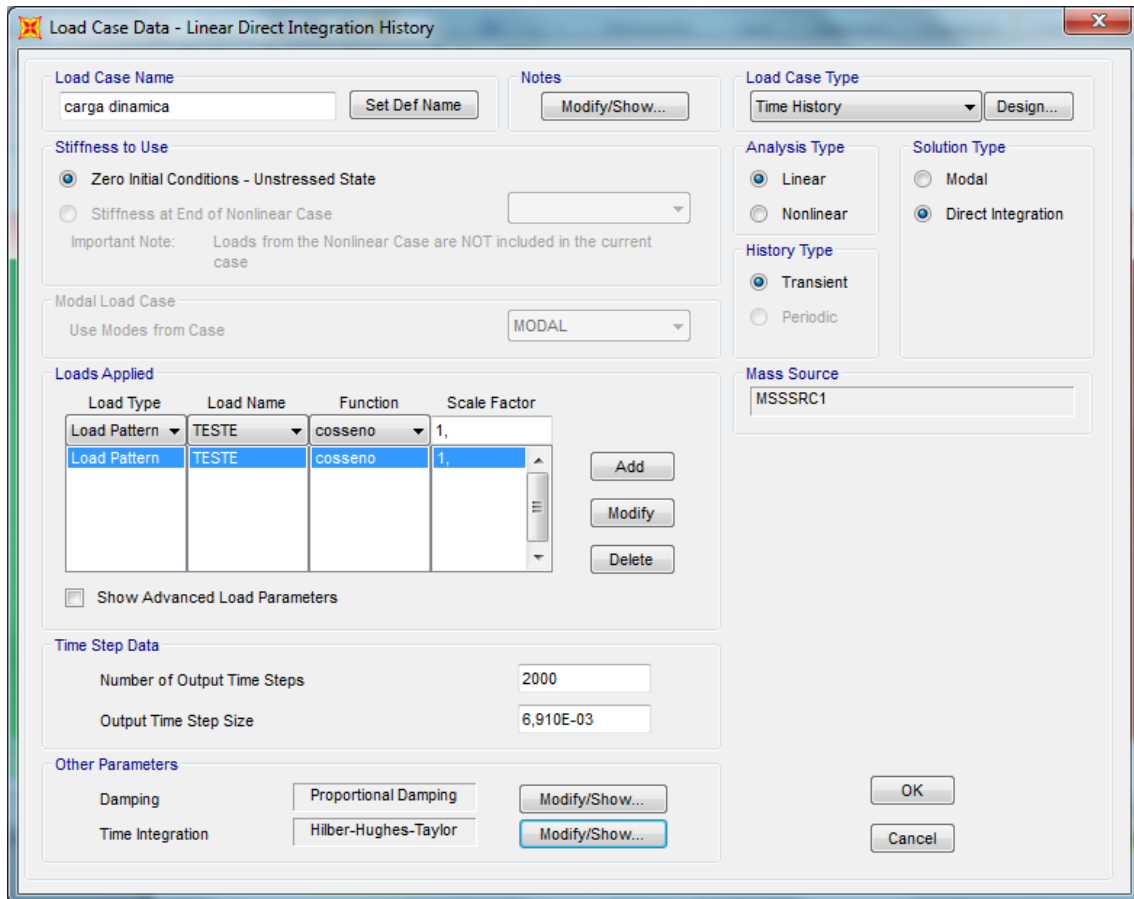 Load Case Data - Linear Direct Integration History
X
Load Case Name
carga dinamica
Set Def Name
Notes
Modify/Show...
Load Case Type
Time History
Design...
Stiffness to Use
Zero Initial Conditions - Unstressed State
Stiffness at End of Nonlinear Case
Important Note: Loads from the Nonlinear Case are NOT included in the current
case
Analysis Type
Linear
Nonlinear
Solution Type
Modal
Direct Integration
History Type
Transient
Periodic
Modal Load Case
Use Modes from Case
MODAL
Loads Applied
Load Type Load Name Function Scale Factor
Load Pattern TESTE cosseno 1,
Load Pattern TESTE cosseno 1,
Add
Modify
Delete
Show Advanced Load Parameters
Mass Source
MSSSRC1
Time Step Data
Number of Output Time Steps 2000
Output Time Step Size 6,910E-03
Other Parameters
Damping Proportional Damping Modify/Show...
Time Integration Hilber-Hughes-Taylor Modify/Show...
OK
Cancel